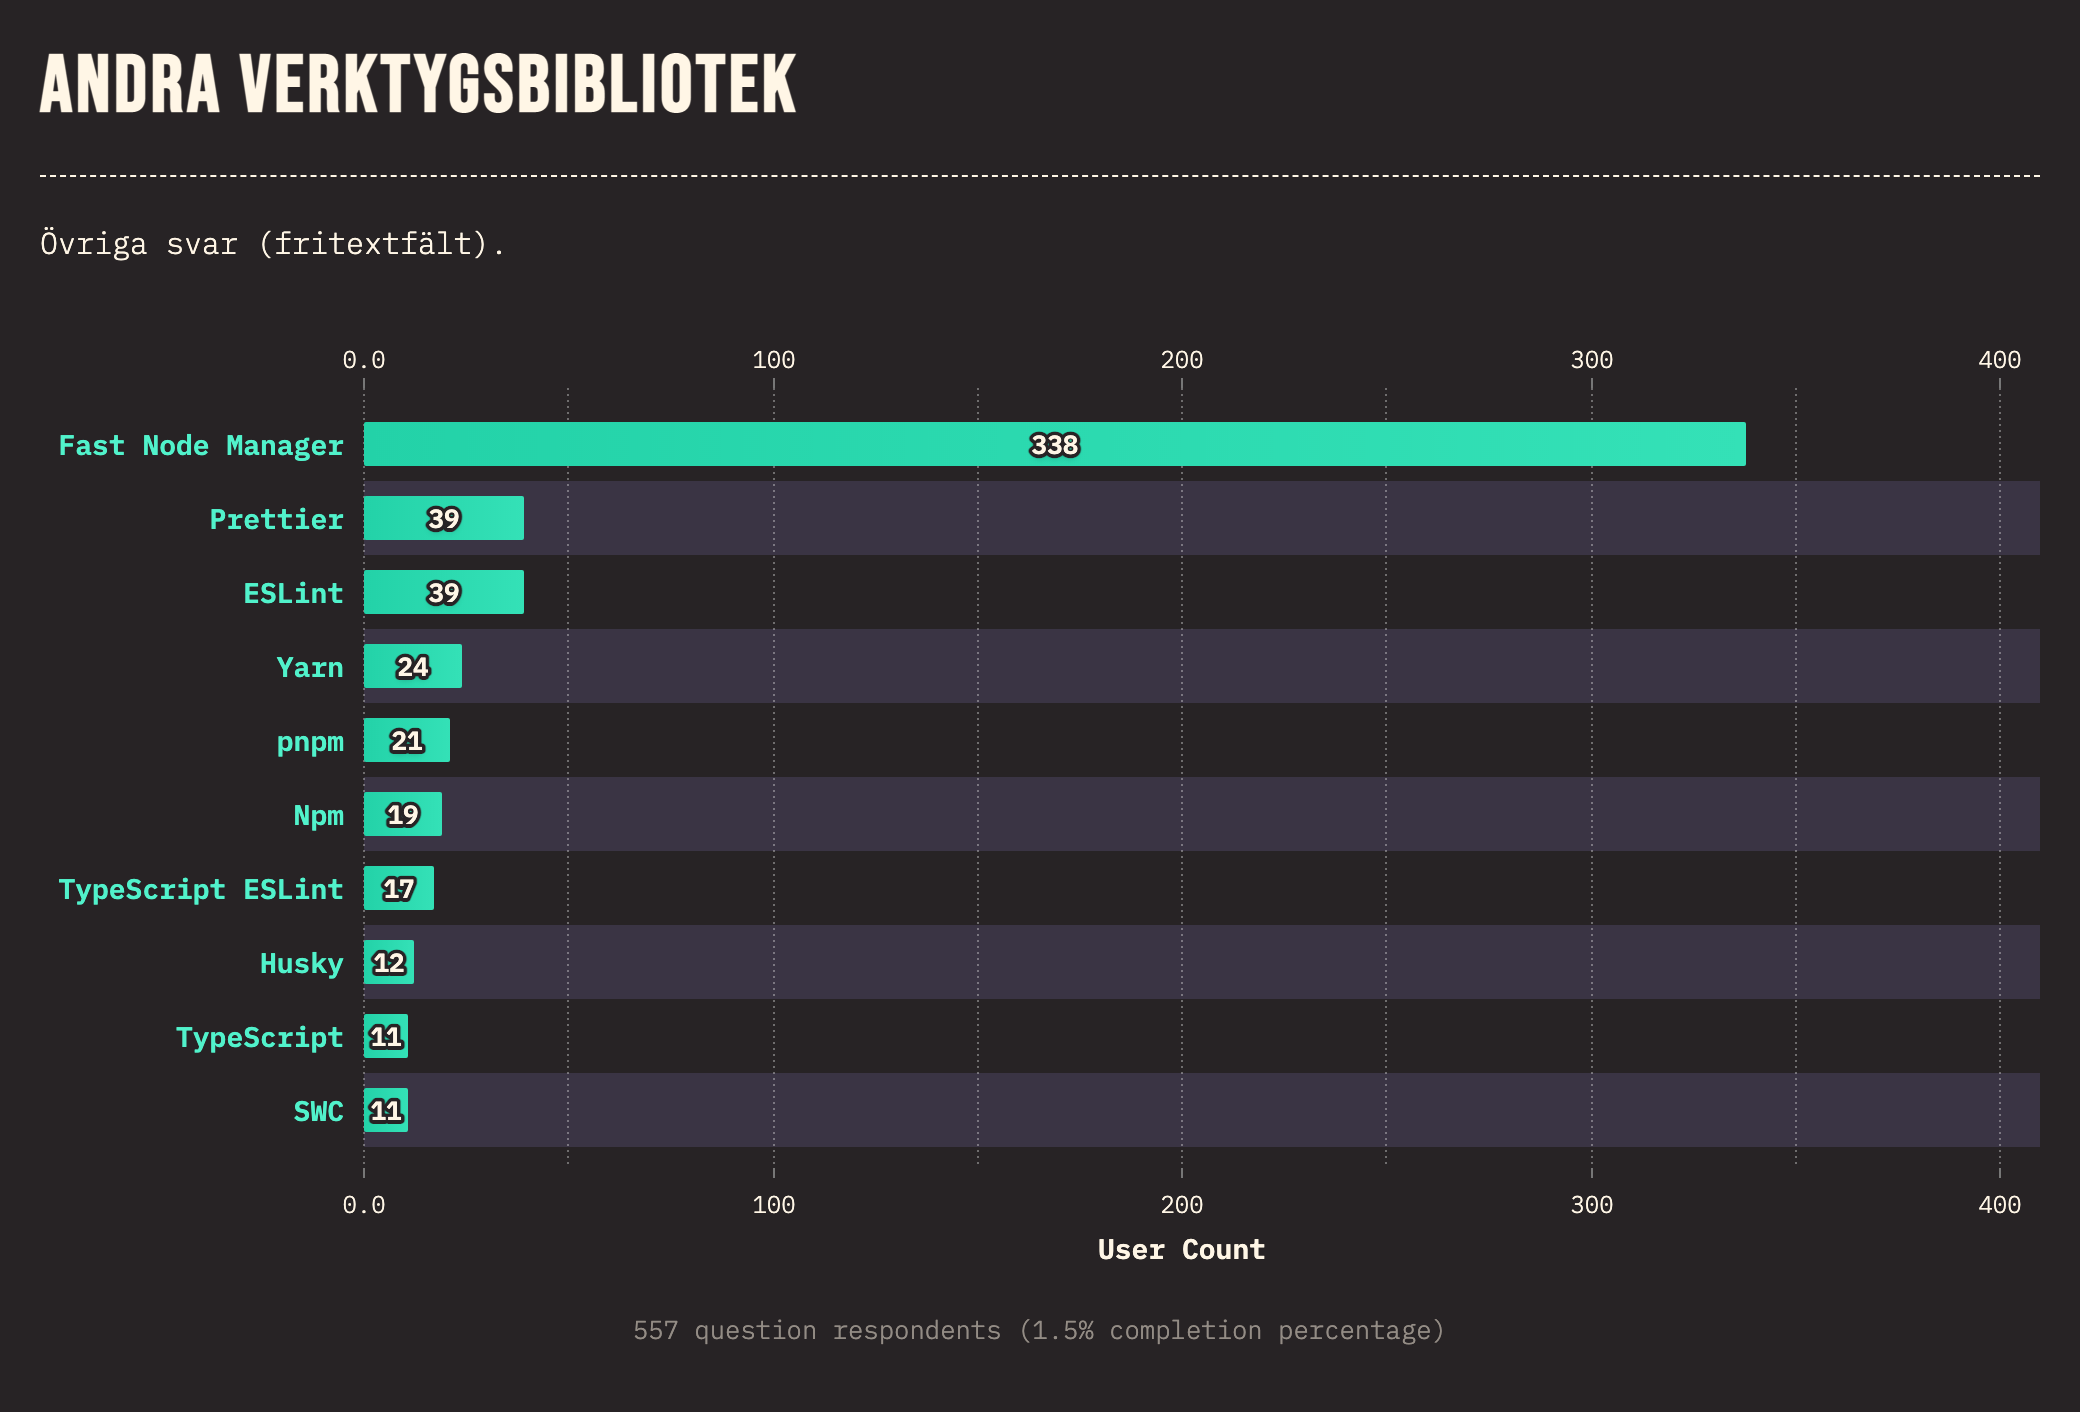 ANDRA VERKTYGSBIBLIOTEK
Övriga svar (fritextfält).
0.0 100 200 300 400
Fast Node Manager 338
Prettier 39
ESLint 39
Yarn 24
pnpm 21
Npm 19
TypeScript ESLint 17
Husky 12
TypeScript 11
SWC 11
0.0 100 200 300 400
User Count
557 question respondents (1.5% completion percentage)